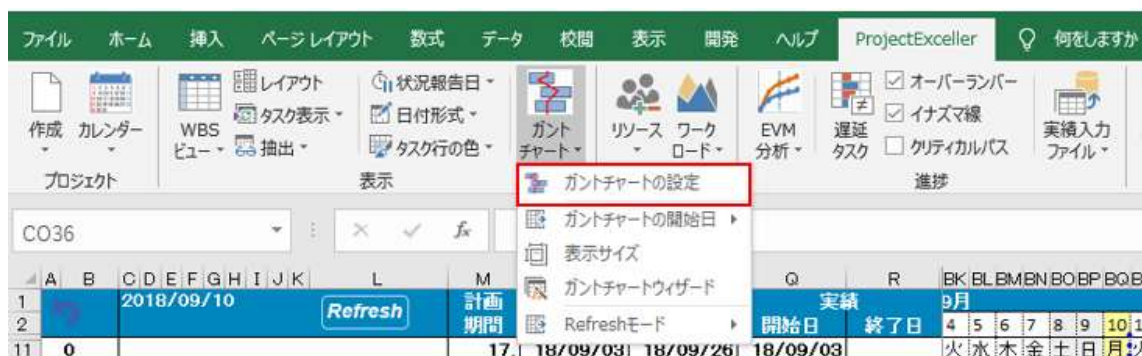 ファイル ホーム 挿入 ページ レイアウト 数式 データ 校閲 表示 開発 ヘルプ ProjectExceller 何をしますか
作成 カレンダー
プロジェクト
WBS ビュー
レイアウト
タスク表示
抽出
状況報告日
日付形式
タスク行の色
表示
ガント
チャート
リソース ワーク
ロード
EVM
分析
遅延
タスク
オーバーランバー
イナズマ線
クリティカルパス
進捗
実績入力
ファイル
ガントチャートの設定
ガントチャートの開始日
表示サイズ
ガントチャートウィザード
Refreshモード
CO36 fx
A B C D E F G H I J K L M Q R BK BL BM BN BO BP BQ
1 2018/09/10 Refresh 計画 実績 9月
2 期間 開始日 終了日 4 5 6 7 8 9 10
11 0 17. 18/09/03 18/09/26 18/09/03 火 水 木 金 土 日 月